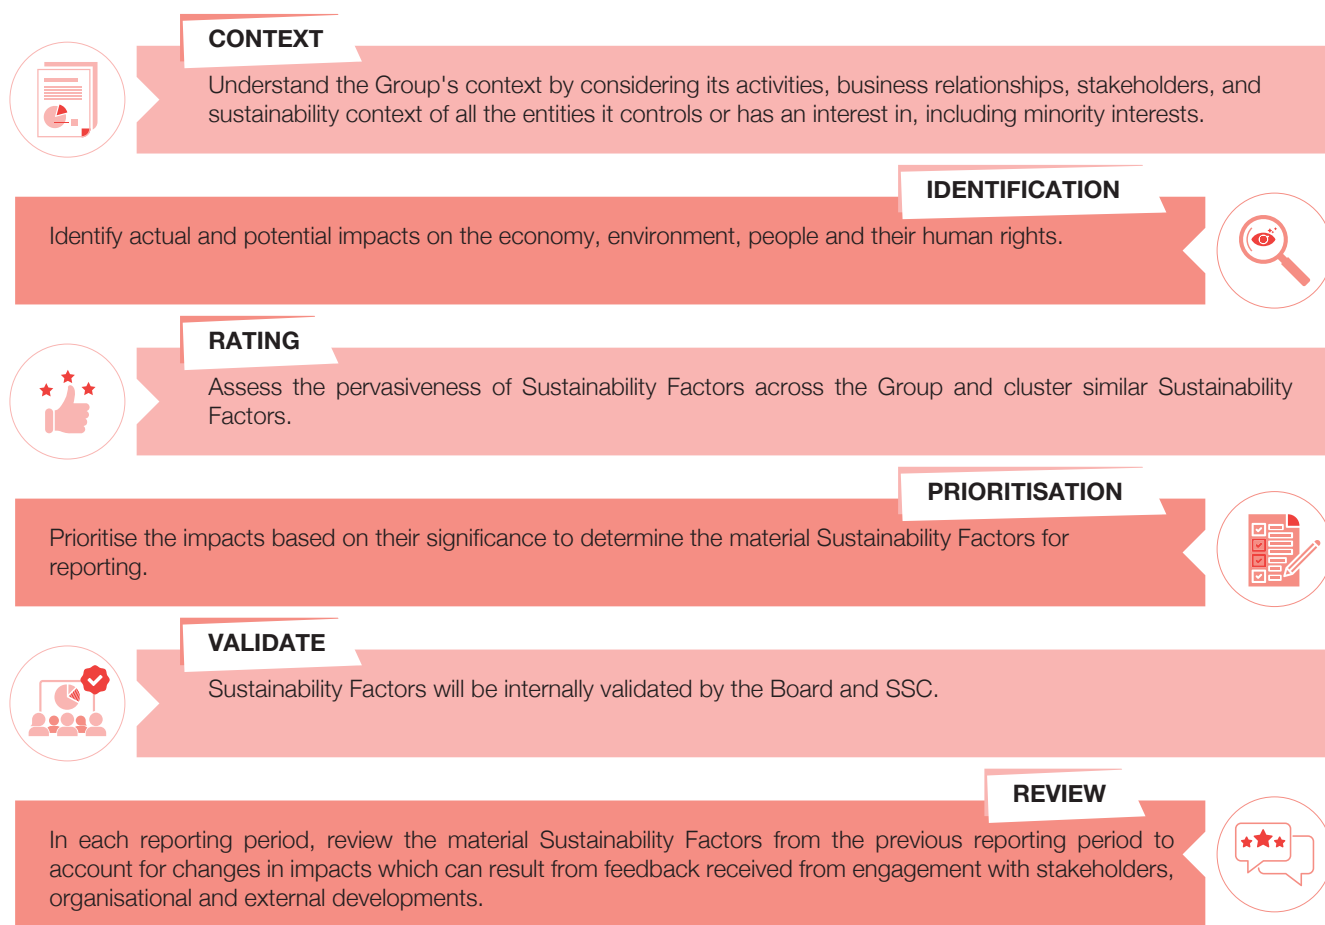 CONTEXT
Understand the Group's context by considering its activities, business relationships, stakeholders, and
sustainability context of all the entities it controls or has an interest in, including minority interests.
IDENTIFICATION
Identify actual and potential impacts on the economy, environment, people and their human rights.
RATING
Assess the pervasiveness of Sustainability Factors across the Group and cluster similar Sustainability
Factors.
PRIORITISATION
Prioritise the impacts based on their significance to determine the material Sustainability Factors for
reporting.
VALIDATE
Sustainability Factors will be internally validated by the Board and SSC.
REVIEW
In each reporting period, review the material Sustainability Factors from the previous reporting period to
account for changes in impacts which can result from feedback received from engagement with stakeholders,
organisational and external developments.